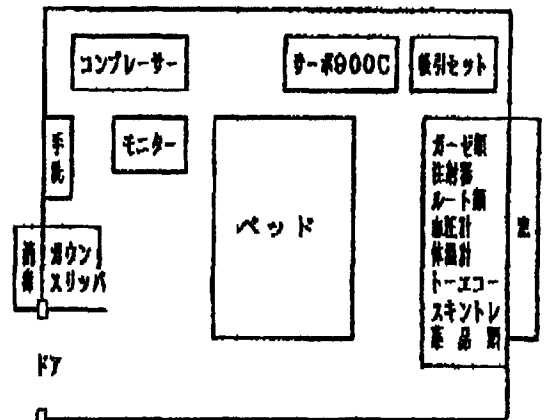 コンプレーサー
サーボ900C
吸引セット
手洗
モニター
ベッド
ガーゼ類
注射器
ルート類
血圧計
体温計
トーエコー
スキントレ
薬品類
窓
消毒
ガウン
スリッパ
ドア